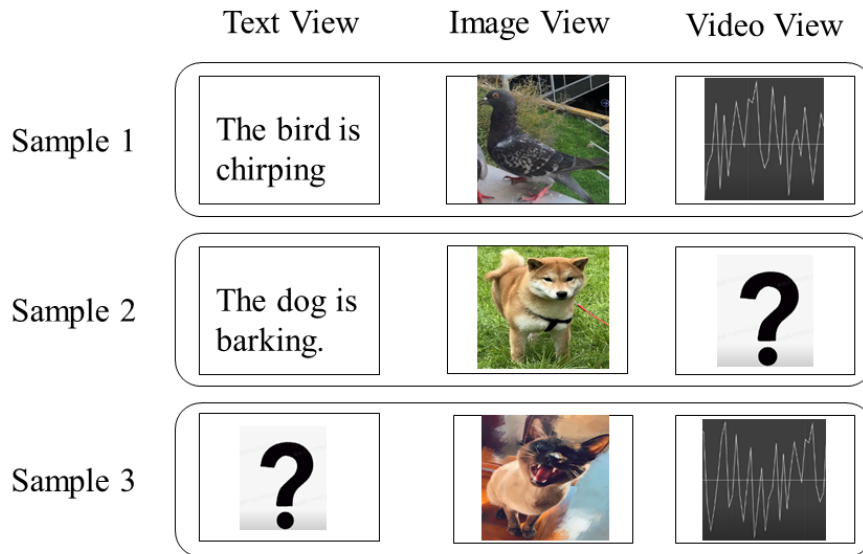 Text View Image View Video View
Sample 1
The bird is
chirping
Sample 2
The dog is
barking.
?
Sample 3
?